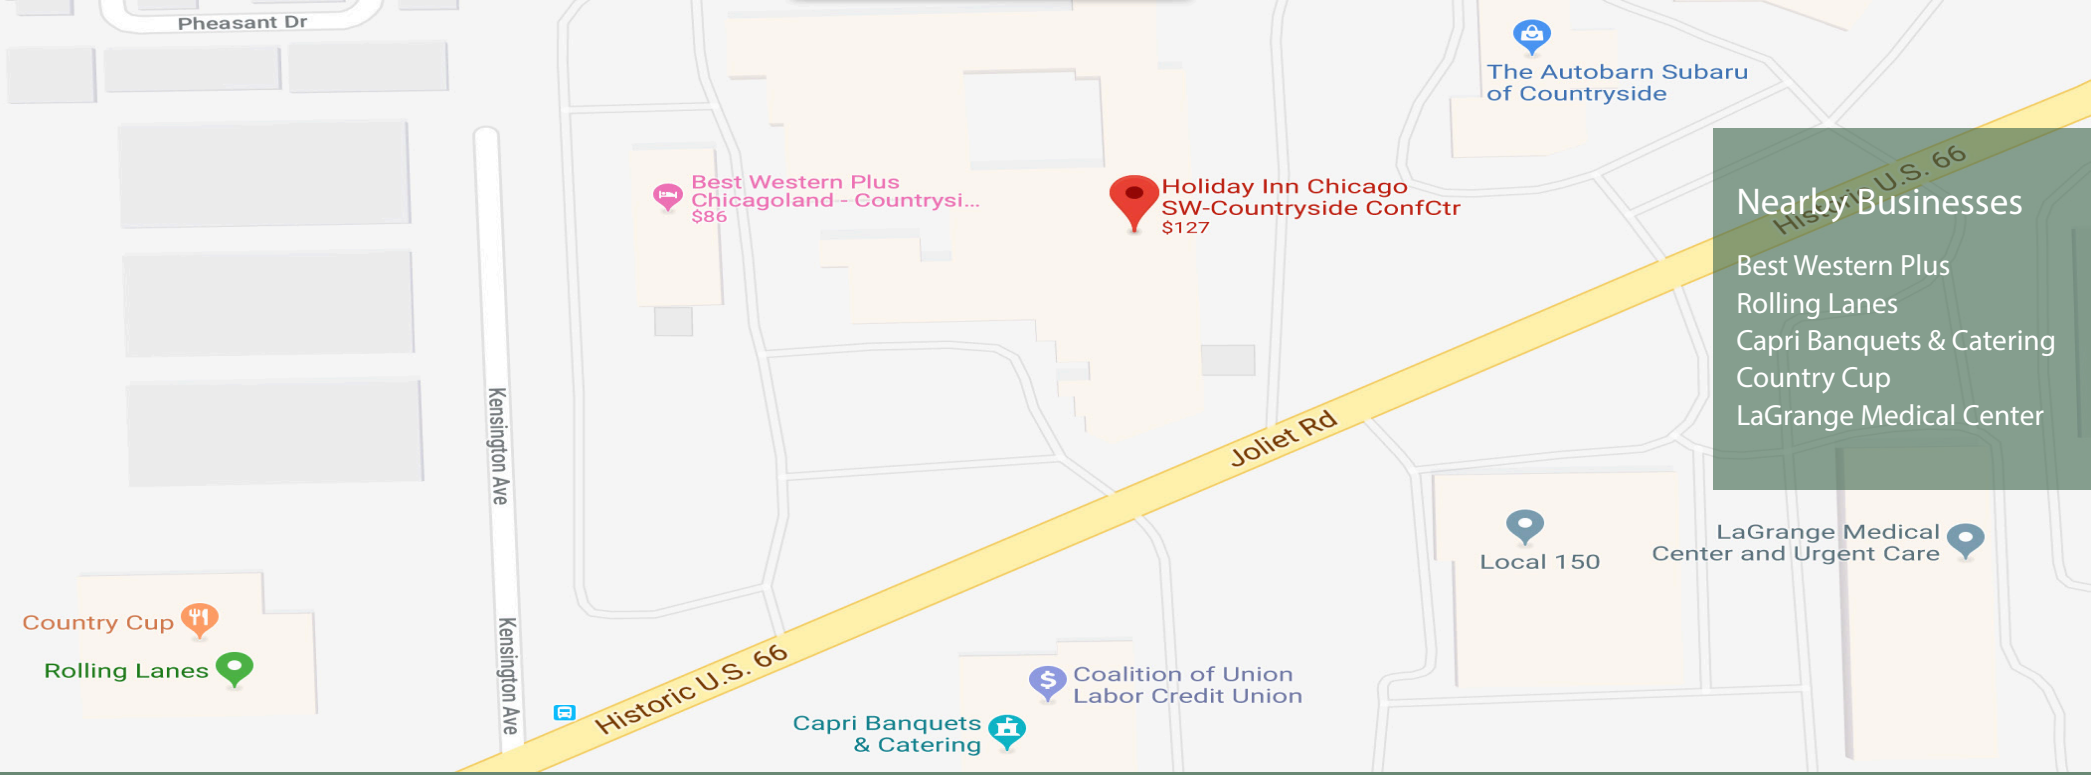 Pheasant Dr
The Autobarn Subaru
of Countryside
Best Western Plus
Chicagoland - Countrysi...
$86
Holiday Inn Chicago
SW-Countryside ConfCtr
$127
Historic U.S. 66
Nearby Businesses
Best Western Plus
Rolling Lanes
Capri Banquets & Catering
Country Cup
LaGrange Medical Center
Kensington Ave
Joliet Rd
Local 150
LaGrange Medical
Center and Urgent Care
Country Cup
Rolling Lanes
Kensington Ave
Historic U.S. 66
Coalition of Union
Labor Credit Union
Capri Banquets
& Catering